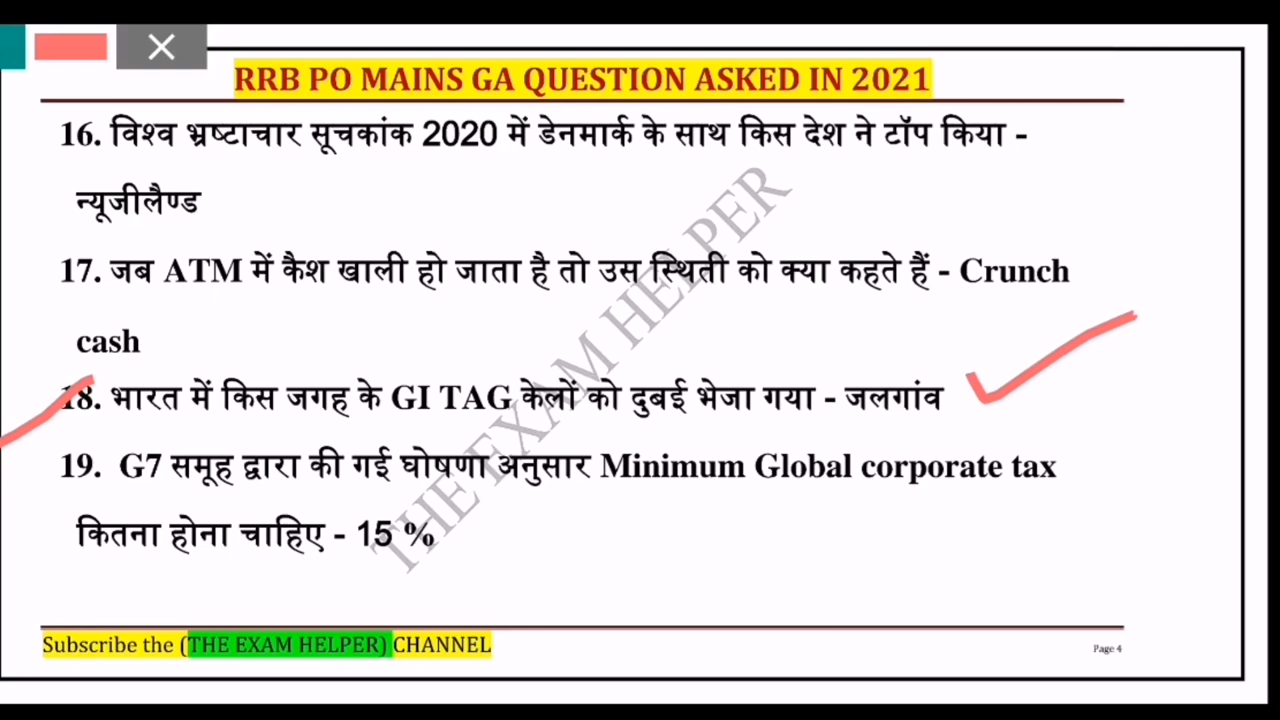 RRB PO MAINS GA QUESTION ASKED IN 2021
16. विश्व भ्रष्टाचार सूचकांक 2020 में डेनमार्क के साथ किस देश ने टॉप किया -
न्यूजीलैण्ड
17. जब ATM में कैश खाली हो जाता है तो उस स्थिती को क्या कहते हैं - Crunch
cash
18. भारत में किस जगह के GI TAG केलों को दुबई भेजा गया - जलगांव
19. G7 समूह द्वारा की गई घोषणा अनुसार Minimum Global corporate tax
कितना होना चाहिए - 15 %
THE EXAM HELPER
Subscribe the (THE EXAM HELPER) CHANNEL
Page 4